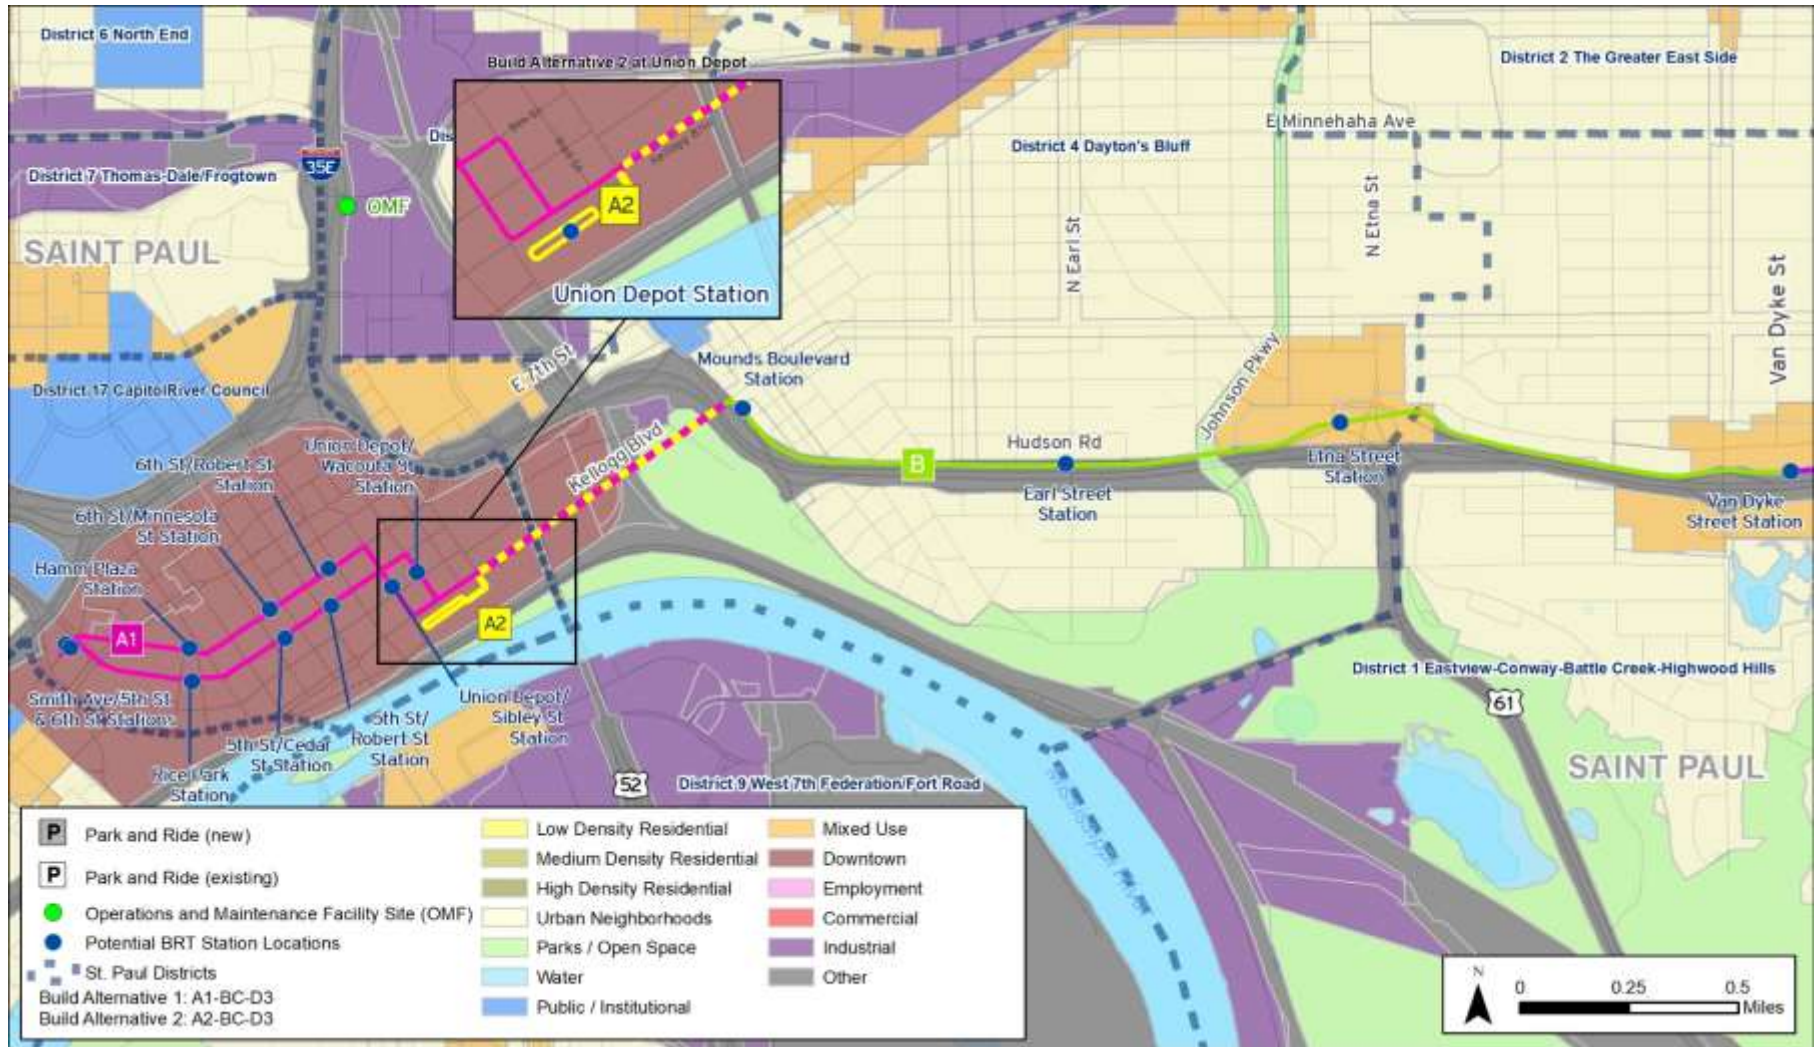 District 6 North End
Build Alternative 2 at Union Depot
District 2 The Greater East Side
35E
Dis
E Minnehaha Ave
District 4 Dayton's Bluff
District 7 Thomas-Dale/Frogtown
OMF
A2
SAINT PAUL
N Earl St
N Etna St
Van Dyke St
Union Depot Station
E 7th St
Mounds Boulevard
Station
Johnson Pkwy
District 17 CapitolRiver Council
Union Depot/
Wacouta St
Station
Kellogg Blvd
Hudson Rd
B
6th St/Robert St
Station
Etna Street
Station
Earl Street
Station
Van Dyke
Street Station
6th St/Minnesota
St Station
Hamm Plaza
Station
A1
A2
Smith Ave/5th St
& 6th St Stations
Union Depot/
Sibley St
Station
5th St/
Robert St
Station
5th St/Cedar
St Station
Rice Park
Station
District 1 Eastview-Conway-Battle Creek-Highwood Hills
61
SAINT PAUL
52
District 9 West 7th Federation/Fort Road
Mississippi River
P Park and Ride (new)
P Park and Ride (existing)
Operations and Maintenance Facility Site (OMF)
Potential BRT Station Locations
St. Paul Districts
Build Alternative 1: A1-BC-D3
Build Alternative 2: A2-BC-D3
Low Density Residential
Medium Density Residential
High Density Residential
Urban Neighborhoods
Parks / Open Space
Water
Public / Institutional
Mixed Use
Downtown
Employment
Commercial
Industrial
Other
N
0 0.25 0.5
Miles